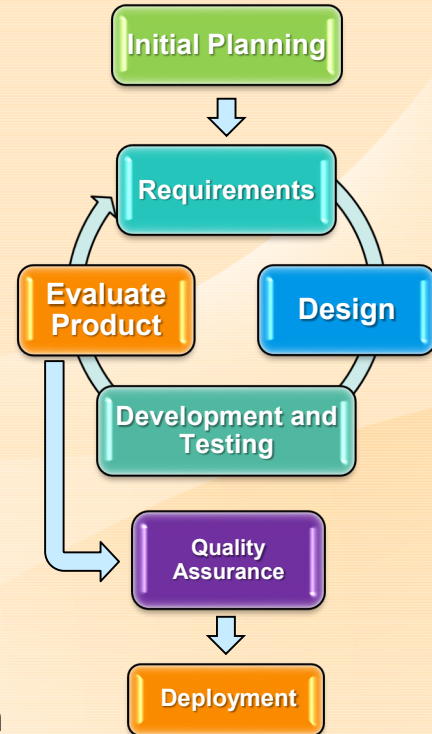 Initial Planning
Requirements
Evaluate
Product
Design
Development and
Testing
Quality
Assurance
Deployment